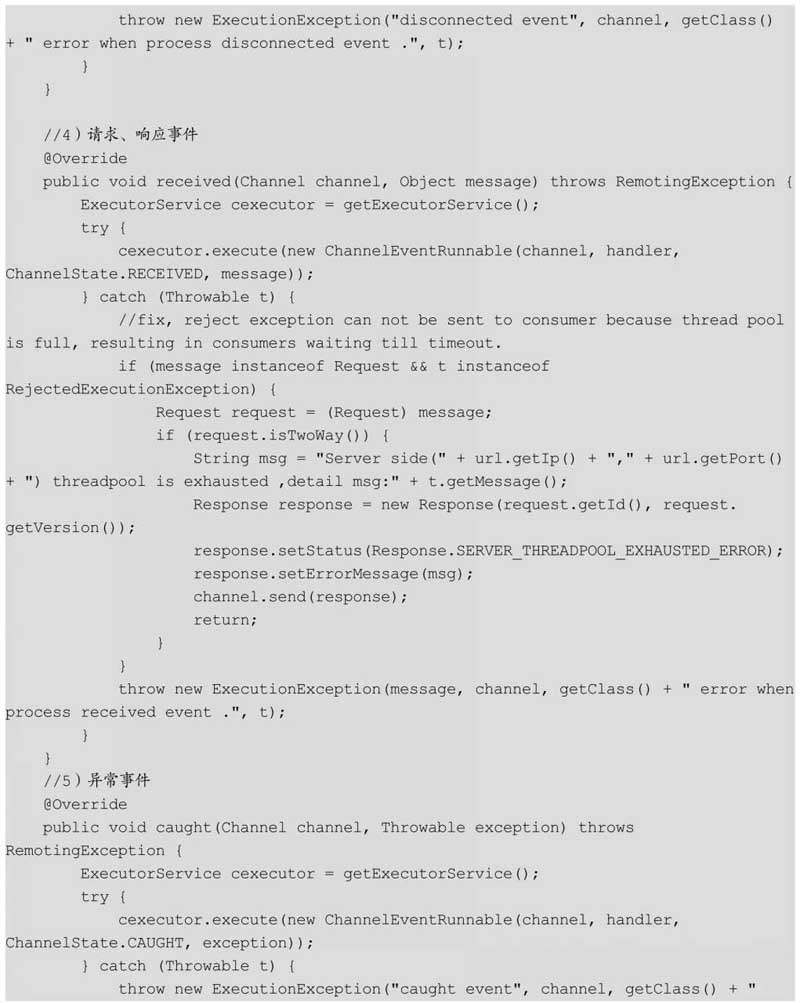 throw new ExecutionException("disconnected event", channel, getClass()
+ " error when process disconnected event .", t);
        }
    }

    //4）请求、响应事件
    @Override
    public void received(Channel channel, Object message) throws RemotingException {
        ExecutorService cexecutor = getExecutorService();
        try {
            cexecutor.execute(new ChannelEventRunnable(channel, handler,
ChannelState.RECEIVED, message));
        } catch (Throwable t) {
            //fix, reject exception can not be sent to consumer because thread pool
is full, resulting in consumers waiting till timeout.
            if (message instanceof Request && t instanceof
RejectedExecutionException) {
                Request request = (Request) message;
                if (request.isTwoWay()) {
                    String msg = "Server side(" + url.getIp() + "," + url.getPort()
+ ") threadpool is exhausted ,detail msg:" + t.getMessage();
                    Response response = new Response(request.getId(), request.
getVersion());
                    response.setStatus(Response.SERVER_THREADPOOL_EXHAUSTED_ERROR);
                    response.setErrorMessage(msg);
                    channel.send(response);
                    return;
                }
            }
            throw new ExecutionException(message, channel, getClass() + " error when
process received event .", t);
        }
    }
    //5）异常事件
    @Override
    public void caught(Channel channel, Throwable exception) throws
RemotingException {
        ExecutorService cexecutor = getExecutorService();
        try {
            cexecutor.execute(new ChannelEventRunnable(channel, handler,
ChannelState.CAUGHT, exception));
        } catch (Throwable t) {
            throw new ExecutionException("caught event", channel, getClass() + "